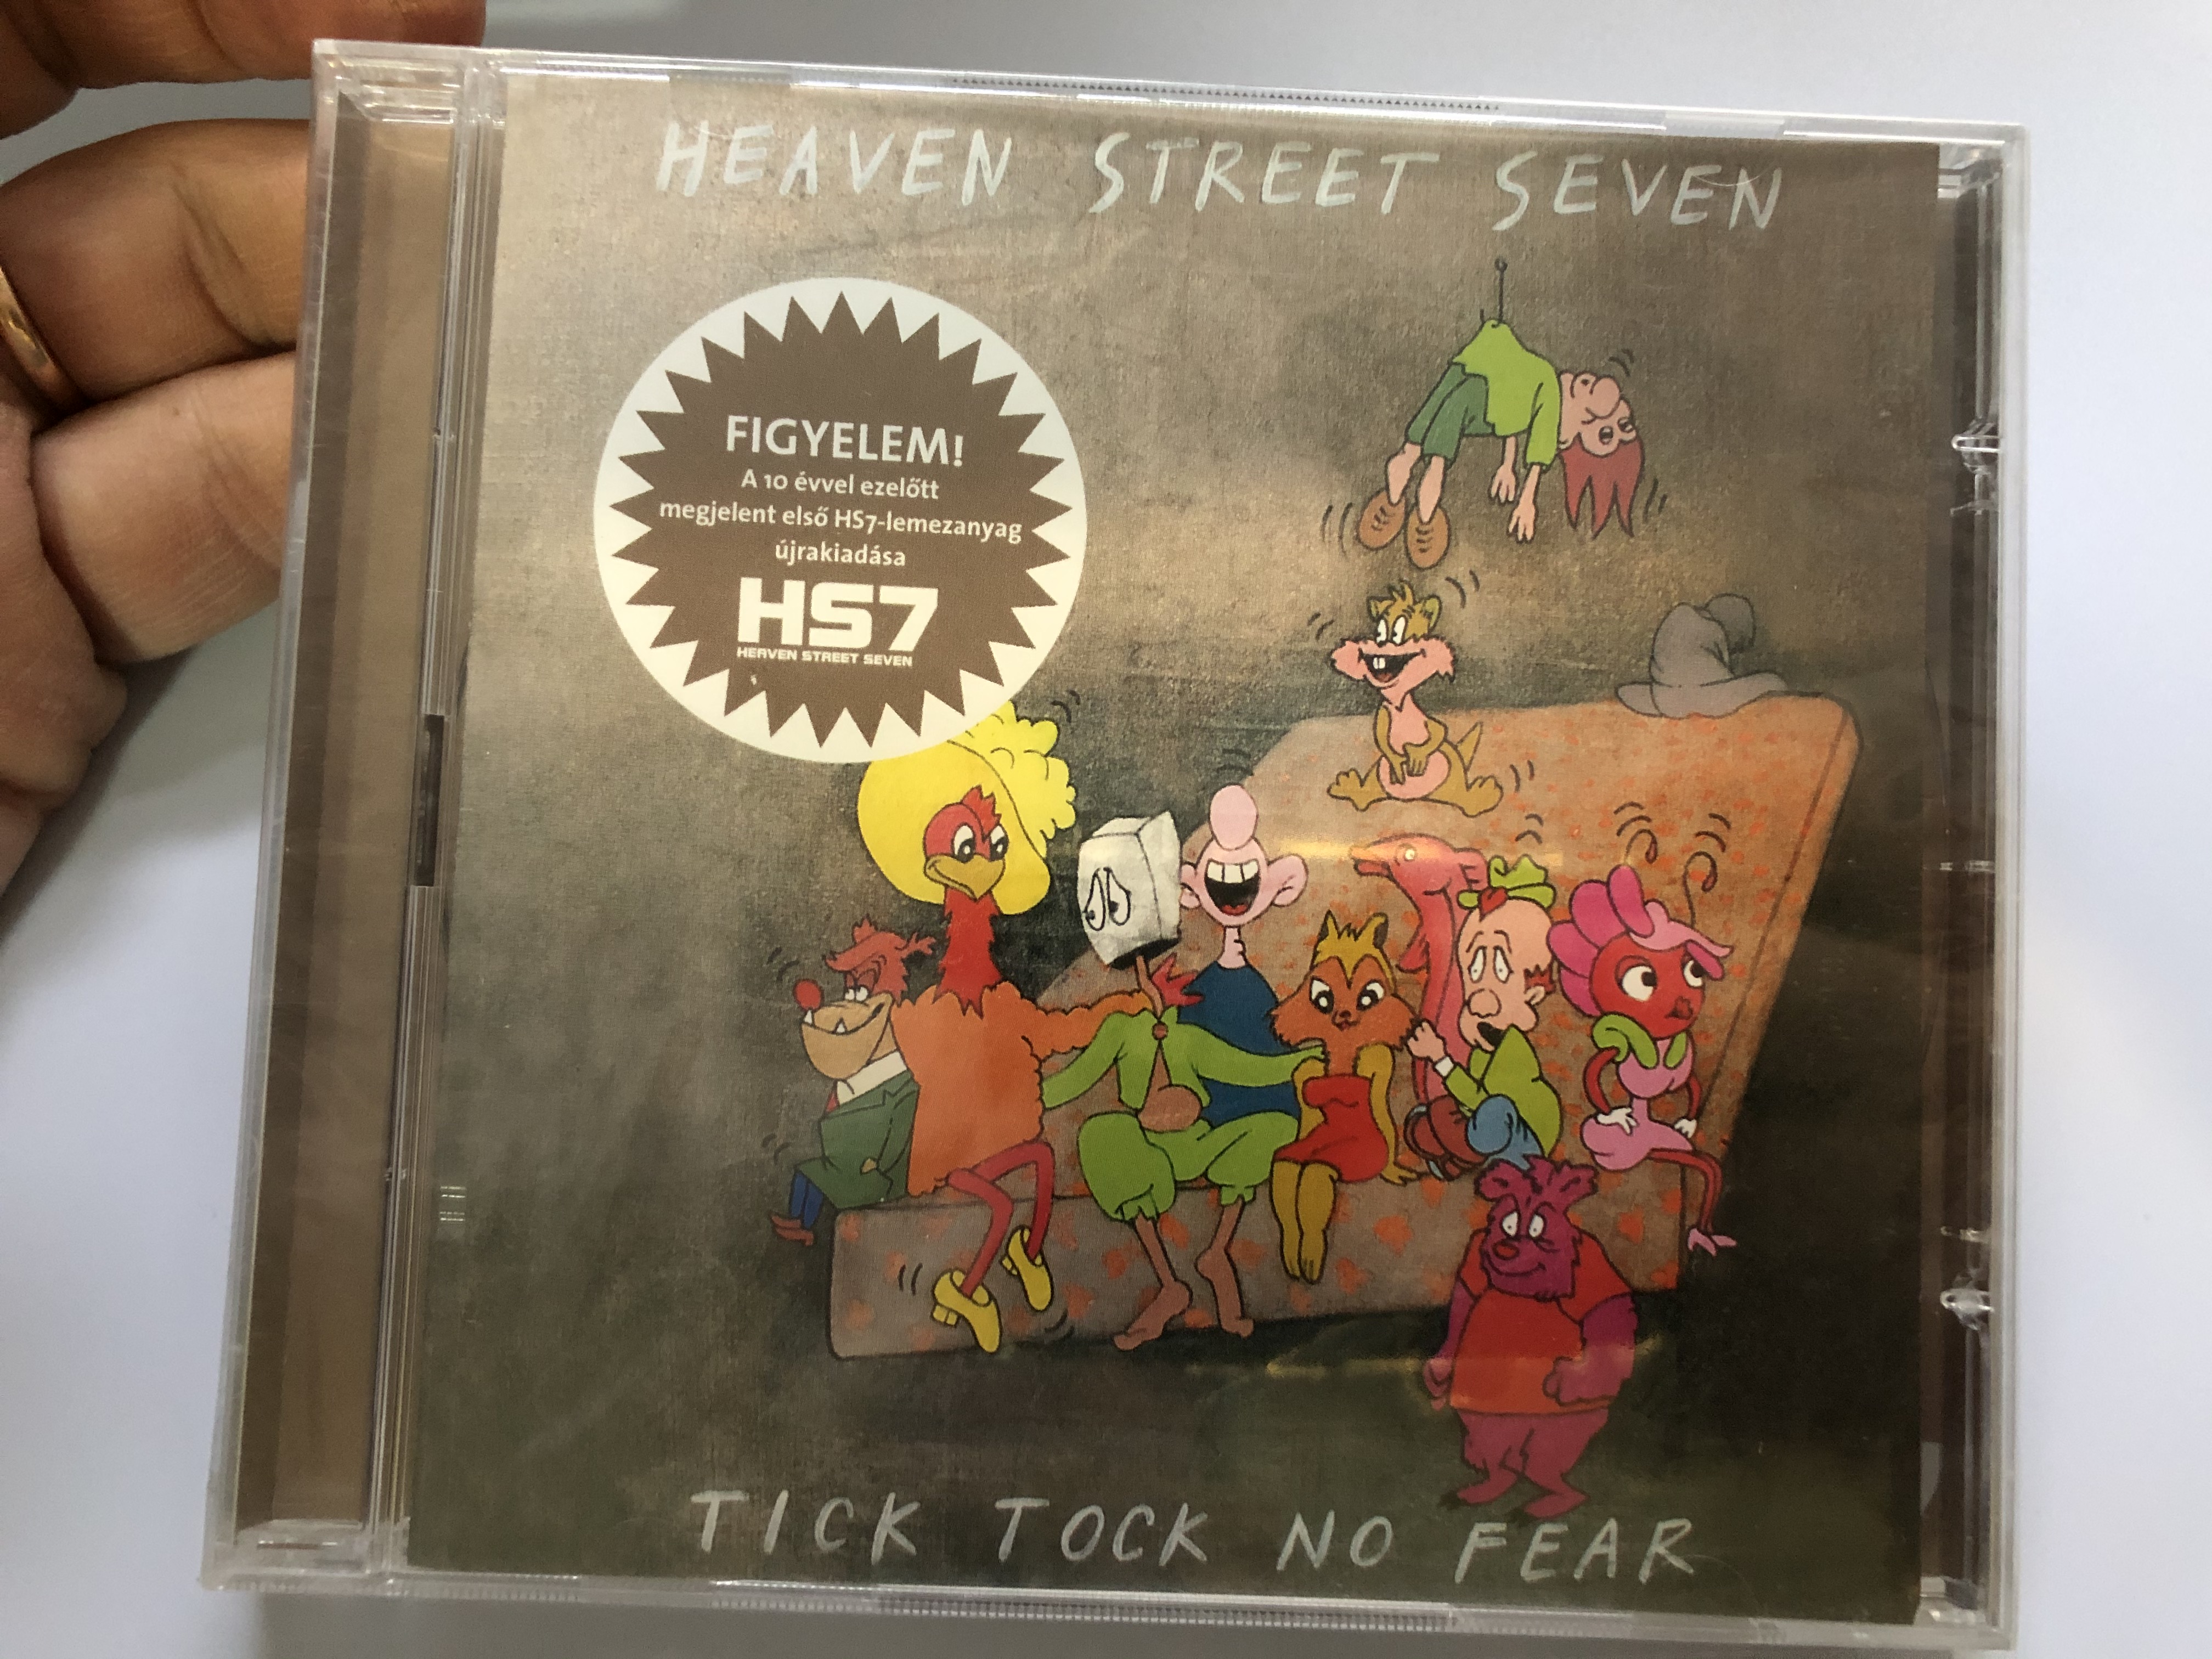 HEAVEN STREET SEVEN
FIGYELEM!
A 10 évvel ezelőtt
megjelent első HS7-lemezanyag
újrakiadása
HS7
HEAVEN STREET SEVEN
TICK TOCK NO FEAR